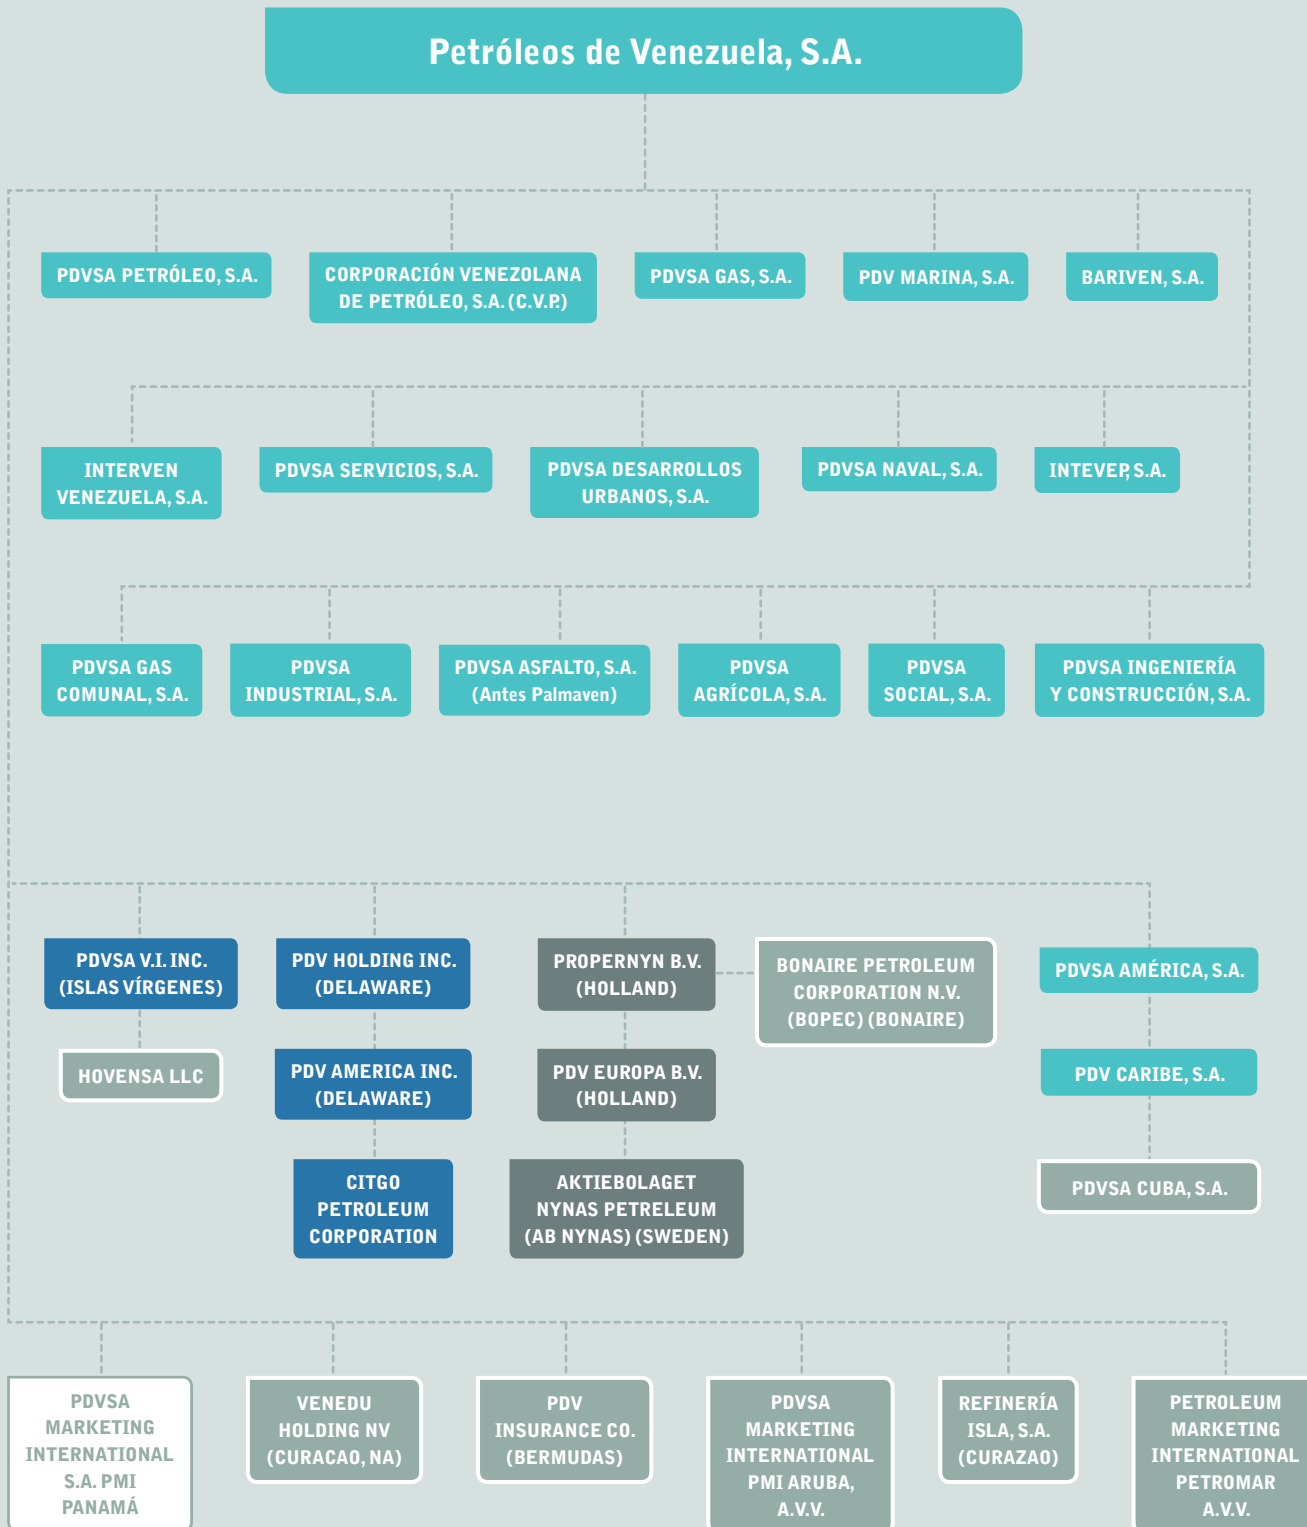 Petróleos de Venezuela, S.A.
PDVSA PETRÓLEO, S.A.
CORPORACIÓN VENEZOLANA
DE PETRÓLEO, S.A. (C.V.P.)
PDVSA GAS, S.A.
PDV MARINA, S.A.
BARIVEN, S.A.
INTERVEN
VENEZUELA, S.A.
PDVSA SERVICIOS, S.A.
PDVSA DESARROLLOS
URBANOS, S.A.
PDVSA NAVAL, S.A.
INTEVEP, S.A.
PDVSA GAS
COMUNAL, S.A.
PDVSA
INDUSTRIAL, S.A.
PDVSA ASFALTO, S.A.
(Antes Palmaven)
PDVSA
AGRÍCOLA, S.A.
PDVSA
SOCIAL, S.A.
PDVSA INGENIERÍA
Y CONSTRUCCIÓN, S.A.
PDVSA V.I. INC.
(ISLAS VÍRGENES)
HOVENSA LLC
PDV HOLDING INC.
(DELAWARE)
PDV AMERICA INC.
(DELAWARE)
CITGO
PETROLEUM
CORPORATION
PROPERNYN B.V.
(HOLLAND)
BONAIRE PETROLEUM
CORPORATION N.V.
(BOPEC) (BONAIRE)
PDV EUROPA B.V.
(HOLLAND)
AKTIEBOLAGET
NYNAS PETRELEUM
(AB NYNAS) (SWEDEN)
PDVSA AMÉRICA, S.A.
PDV CARIBE, S.A.
PDVSA CUBA, S.A.
PDVSA
MARKETING
INTERNATIONAL
S.A. PMI
PANAMÁ
VENEDU
HOLDING NV
(CURACAO, NA)
PDV
INSURANCE CO.
(BERMUDAS)
PDVSA
MARKETING
INTERNATIONAL
PMI ARUBA,
A.V.V.
REFINERÍA
ISLA, S.A.
(CURAZAO)
PETROLEUM
MARKETING
INTERNATIONAL
PETROMAR
A.V.V.